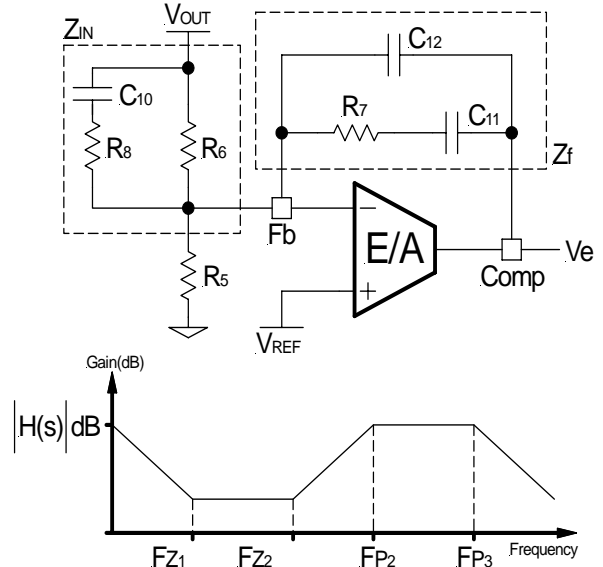 VOUT
ZIN
C12
C10
R7
C11
R8
R6
Zf
Fb
E/A
−
+
R5
Comp
Ve
VREF
Gain(dB)
|H(s)|dB
FZ1
FZ2
FP2
FP3
Frequency